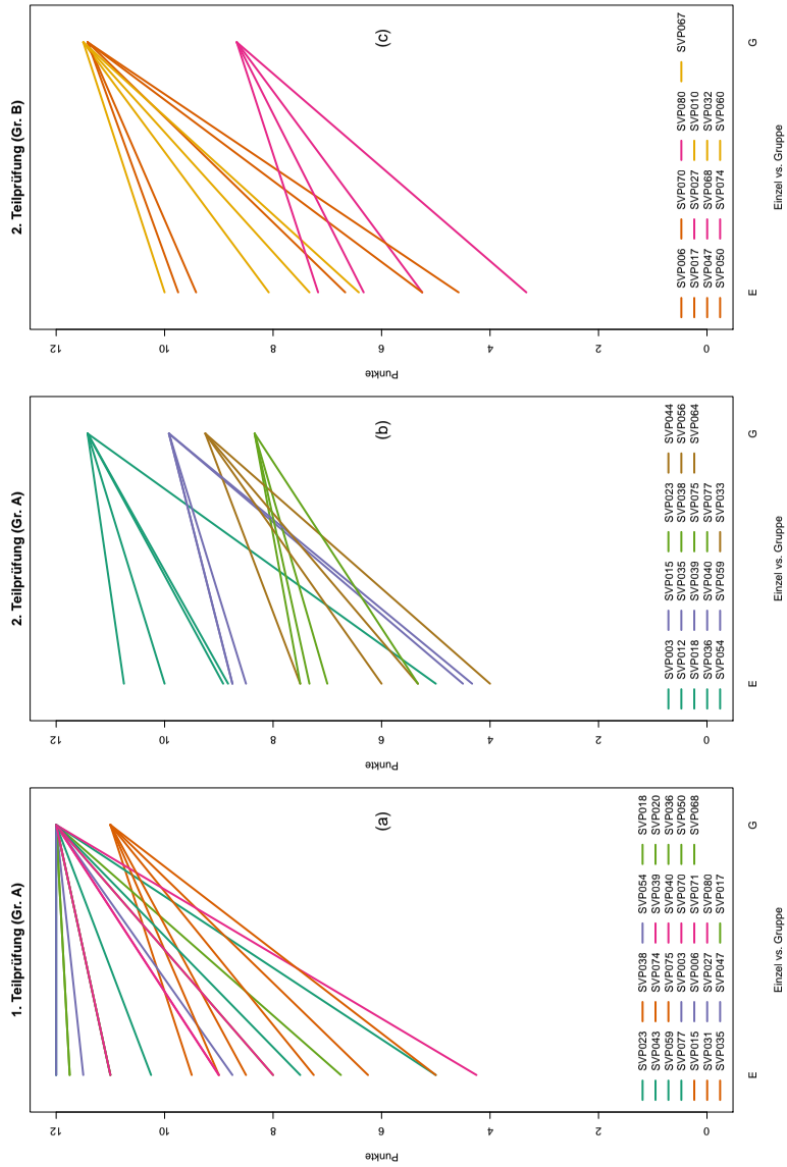 1. Teilprüfung (Gr. A)
Punkte
12
10
8
6
4
2
0
(a)
SVP023 SVP038 SVP054 SVP018
SVP043 SVP074 SVP039 SVP020
SVP059 SVP075 SVP040 SVP036
SVP077 SVP003 SVP070 SVP050
SVP015 SVP006 SVP071 SVP068
SVP031 SVP027 SVP080
SVP035 SVP047 SVP017
E G
Einzel vs. Gruppe
2. Teilprüfung (Gr. A)
Punkte
12
10
8
6
4
2
0
(b)
SVP003 SVP015 SVP023 SVP044
SVP012 SVP035 SVP038 SVP056
SVP018 SVP039 SVP075 SVP064
SVP036 SVP040 SVP077
SVP054 SVP059 SVP033
E G
Einzel vs. Gruppe
2. Teilprüfung (Gr. B)
Punkte
12
10
8
6
4
2
0
(c)
SVP006 SVP070 SVP080 SVP067
SVP017 SVP027 SVP010
SVP047 SVP068 SVP032
SVP050 SVP074 SVP060
E G
Einzel vs. Gruppe